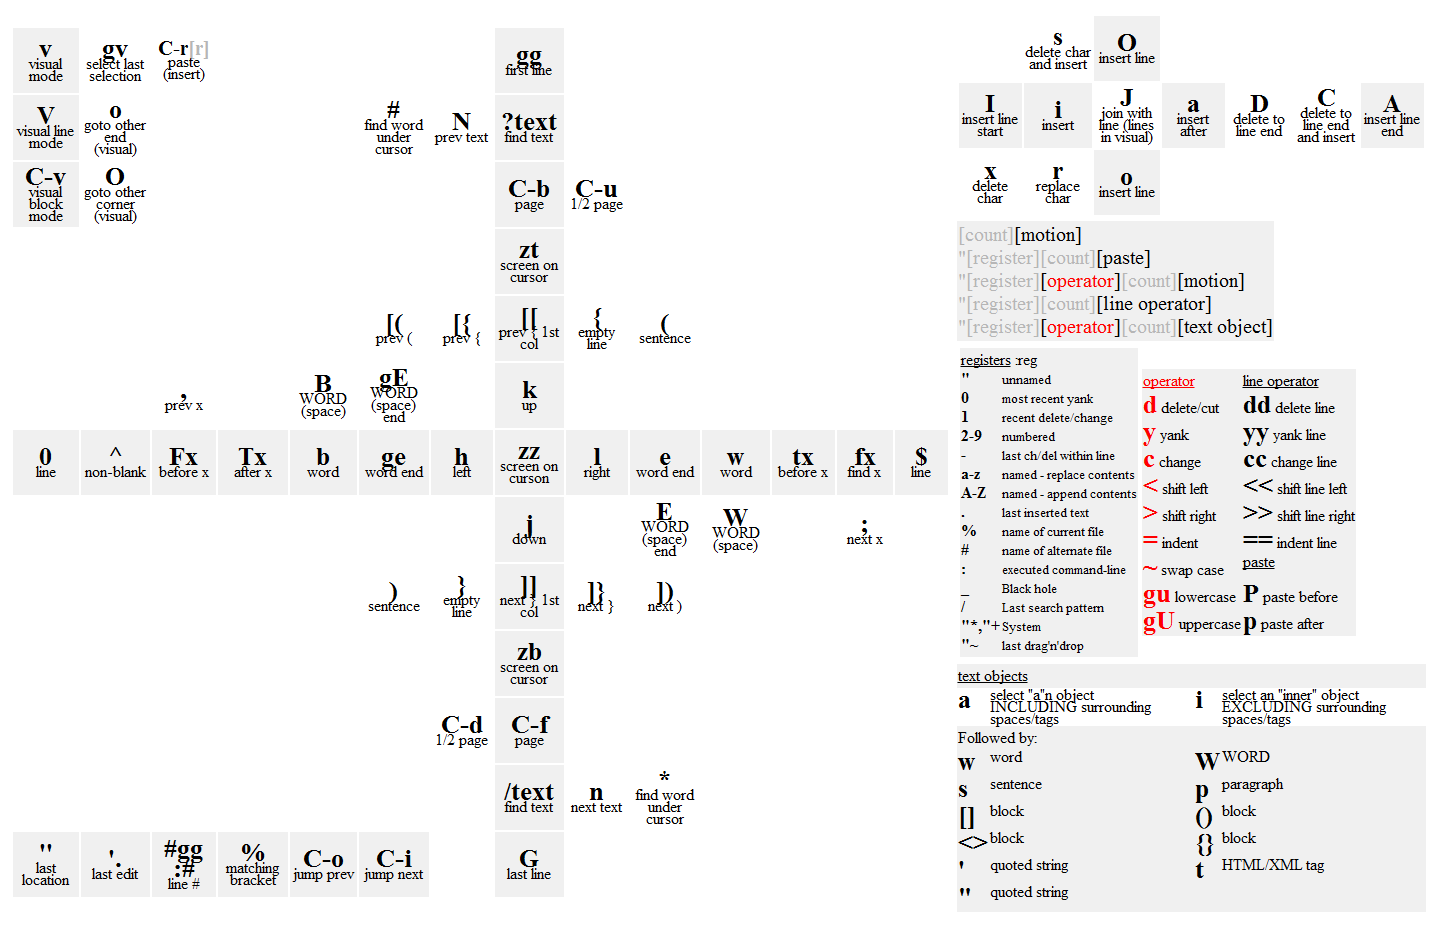 v
visual
mode
gv
select last
selection
C-r[r]
paste
(insert)
gg
first line
V
visual line
mode
o
goto other
end
(visual)
#
find word
under
cursor
N
prev text
?text
find text
C-v
visual
block
mode
O
goto other
corner
(visual)
C-b
page
C-u
1/2 page
zt
screen on
cursor
[(
prev (
[{
prev {
[[
prev { 1st
col
{
empty
line
(
sentence
,
prev x
B
WORD
(space)
gE
WORD
(space)
end
k
up
0
line
^
non-blank
Fx
before x
Tx
after x
b
word
ge
word end
h
left
zz
screen on
curson
l
right
e
word end
w
word
tx
before x
fx
find x
$
line
j
down
E
WORD
(space)
end
W
WORD
(space)
;
next x
)
sentence
}
empty
line
]]
next } 1st
col
]}
next }
])
next )
zb
screen on
cursor
C-d
1/2 page
C-f
page
/text
find text
n
next text
*
find word
under
cursor
''
last
location
'.
last edit
#gg
:#
line #
%
matching
bracket
C-o
jump prev
C-i
jump next
G
last line
s
delete char
and insert
O
insert line
I
insert line
start
i
insert
J
join with
line (lines
in visual)
a
insert
after
D
delete to
line end
C
delete to
line end
and insert
A
insert line
end
x
delete
char
r
replace
char
o
insert line
[count][motion]
"[register][count][paste]
"[register][operator][count][motion]
"[register][count][line operator]
"[register][operator][count][text object]
registers :reg
" unnamed
0 most recent yank
1 recent delete/change
2-9 numbered
- last ch/del within line
a-z named - replace contents
A-Z named - append contents
. last inserted text
% name of current file
# name of alternate file
: executed command-line
_ Black hole
/ Last search pattern
"*,"+ System
"~ last drag'n'drop
operator
d delete/cut
y yank
c change
< shift left
> shift right
= indent
~ swap case
gu lowercase
gU uppercase
line operator
dd delete line
yy yank line
cc change line
<< shift line left
>> shift line right
== indent line
paste
P paste before
p paste after
text objects
a select "a"n object
INCLUDING surrounding
spaces/tags
i select an "inner" object
EXCLUDING surrounding
spaces/tags
Followed by:
w word W WORD
s sentence p paragraph
[] block () block
<> block {} block
' quoted string t HTML/XML tag
" quoted string